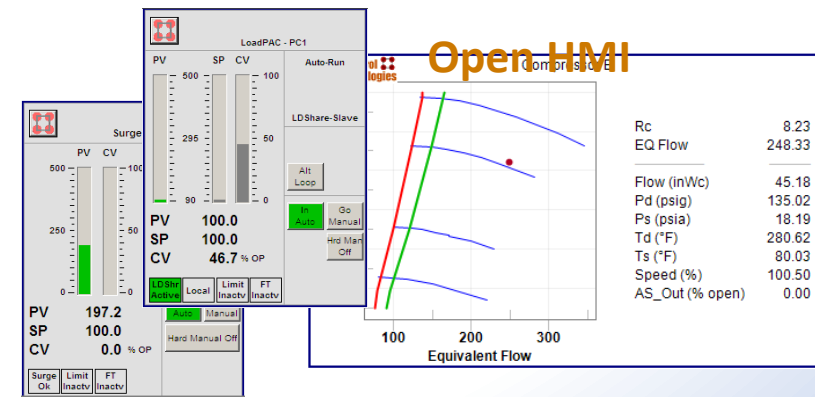 Open HMI
LoadPAC - PC1
PV SP CV
Auto-Run
500
295
90
100
50
0
LDShare-Slave
Alt
Loop
In
Auto
Go
Manual
Hrd Man
Off
PV 100.0
SP 100.0
CV 46.7 % OP
LDShr
Active
Local
Limit
Inactv
FT
Inactv
Surge
PV CV
500
250
0
100
50
0
PV 197.2
SP 100.0
CV 0.0 % OP
Auto
Manual
Hard Manual Off
Surge
Ok
Limit
Inactv
FT
Inactv
100 200 300
Equivalent Flow
Rc 8.23
EQ Flow 248.33
Flow (inWc) 45.18
Pd (psig) 135.02
Ps (psia) 18.19
Td (°F) 280.62
Ts (°F) 80.03
Speed (%) 100.50
AS_Out (% open) 0.00